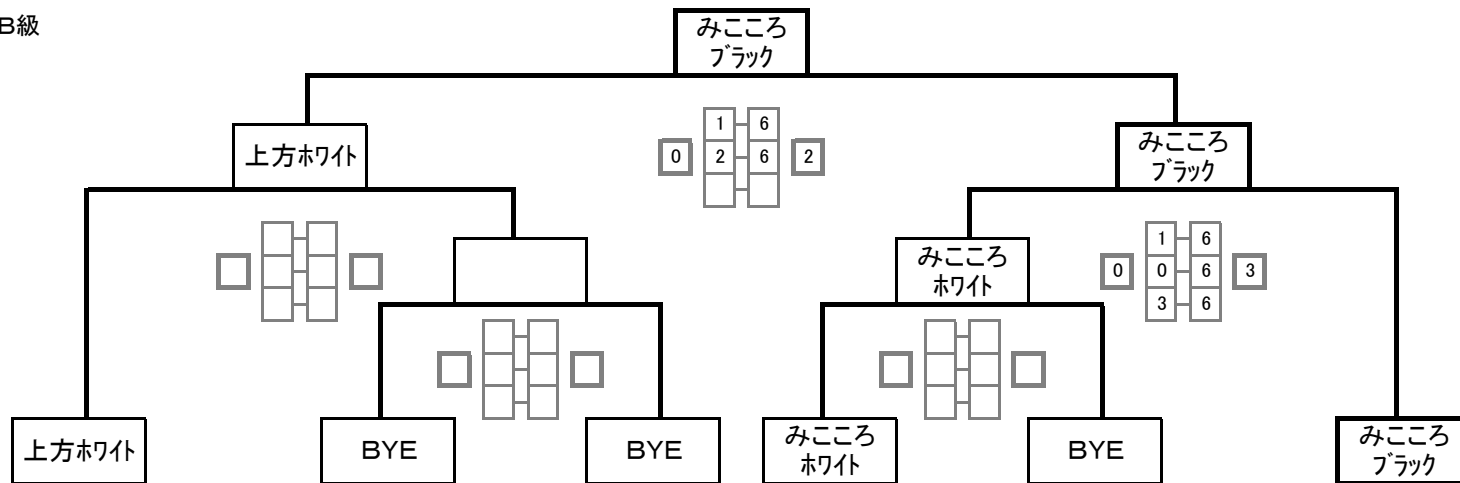 B級
みこころ
ブラック
1 6
0 2 6 2
上方ホワイト
みこころ
ブラック
みこころ
ホワイト
1 6
0 0 6 3
3 6
上方ホワイト
BYE
BYE
みこころ
ホワイト
BYE
みこころ
ブラック